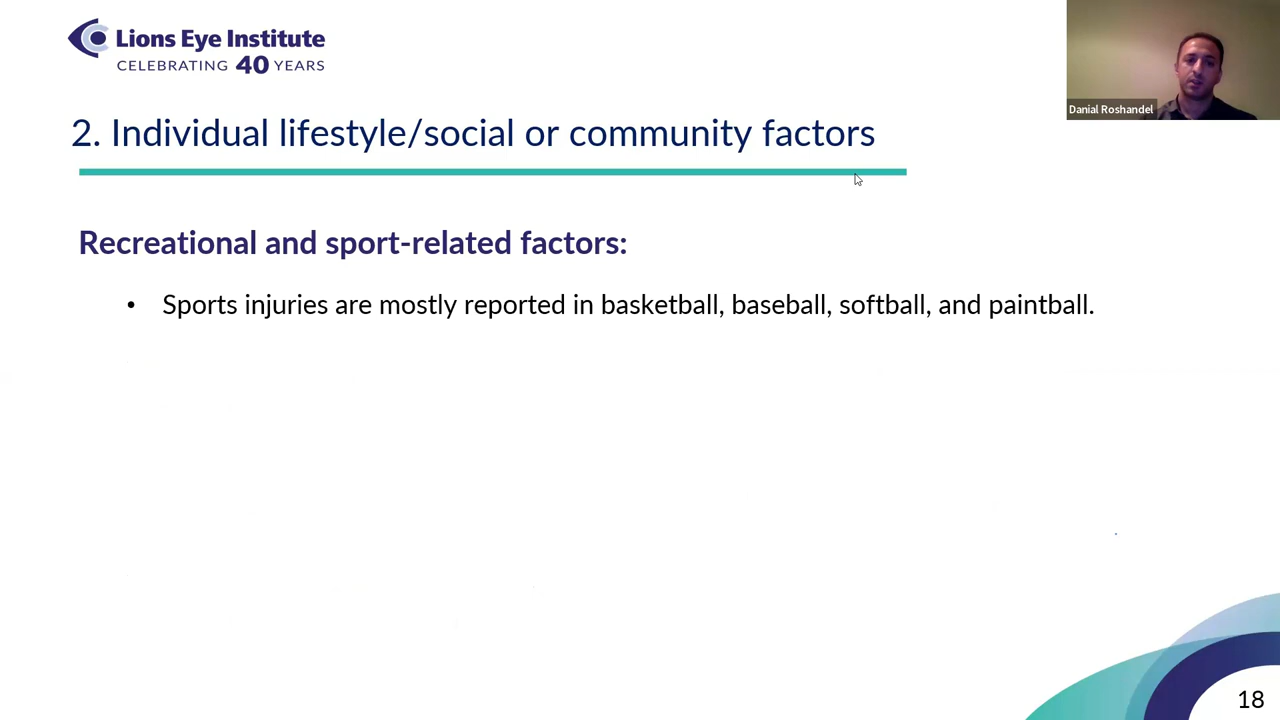 Lions Eye Institute
CELEBRATING 40 YEARS
Danial Roshandel
2. Individual lifestyle/social or community factors
Recreational and sport-related factors:
• Sports injuries are mostly reported in basketball, baseball, softball, and paintball.
18